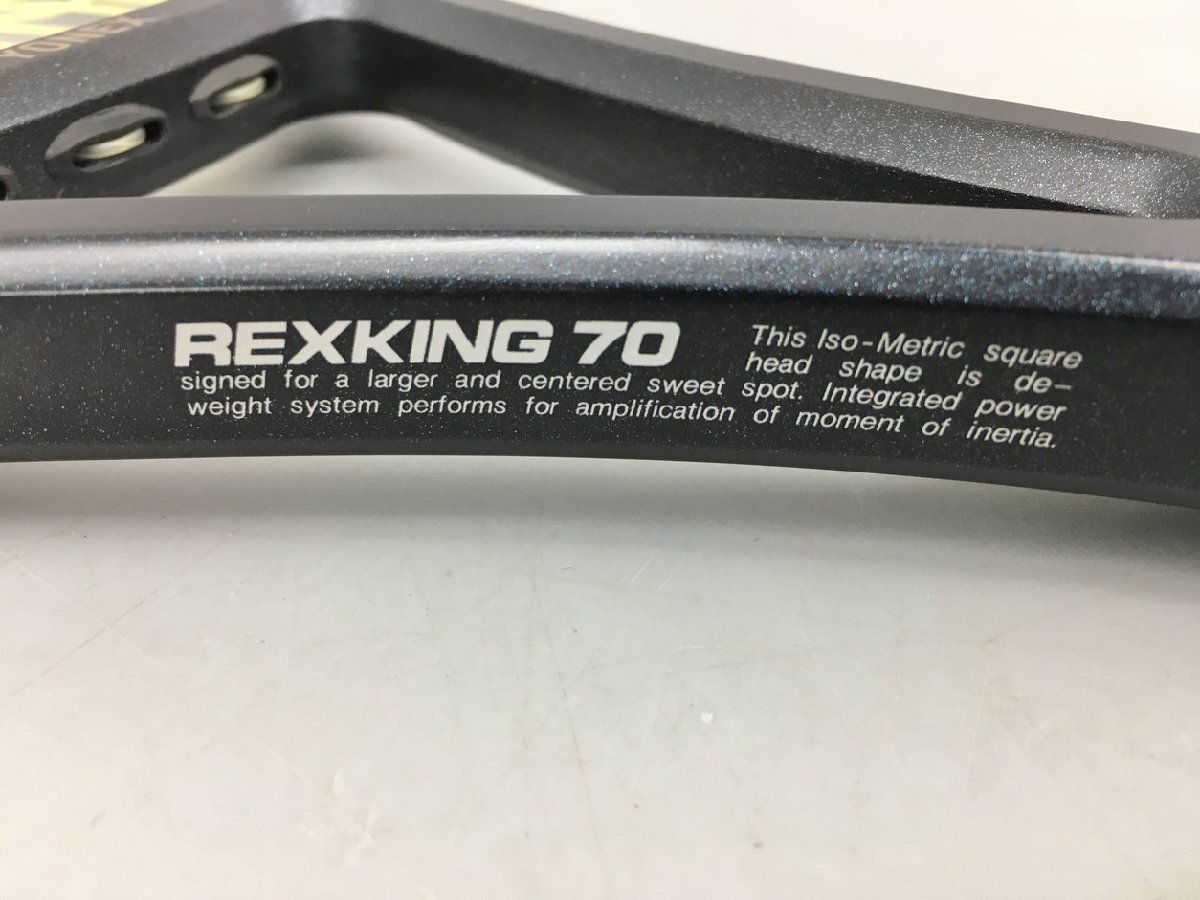 YONEX
REXKING 70 This Iso-Metric square
head shape is de-
signed for a larger and centered sweet spot. Integrated power
weight system performs for amplification of moment of inertia.